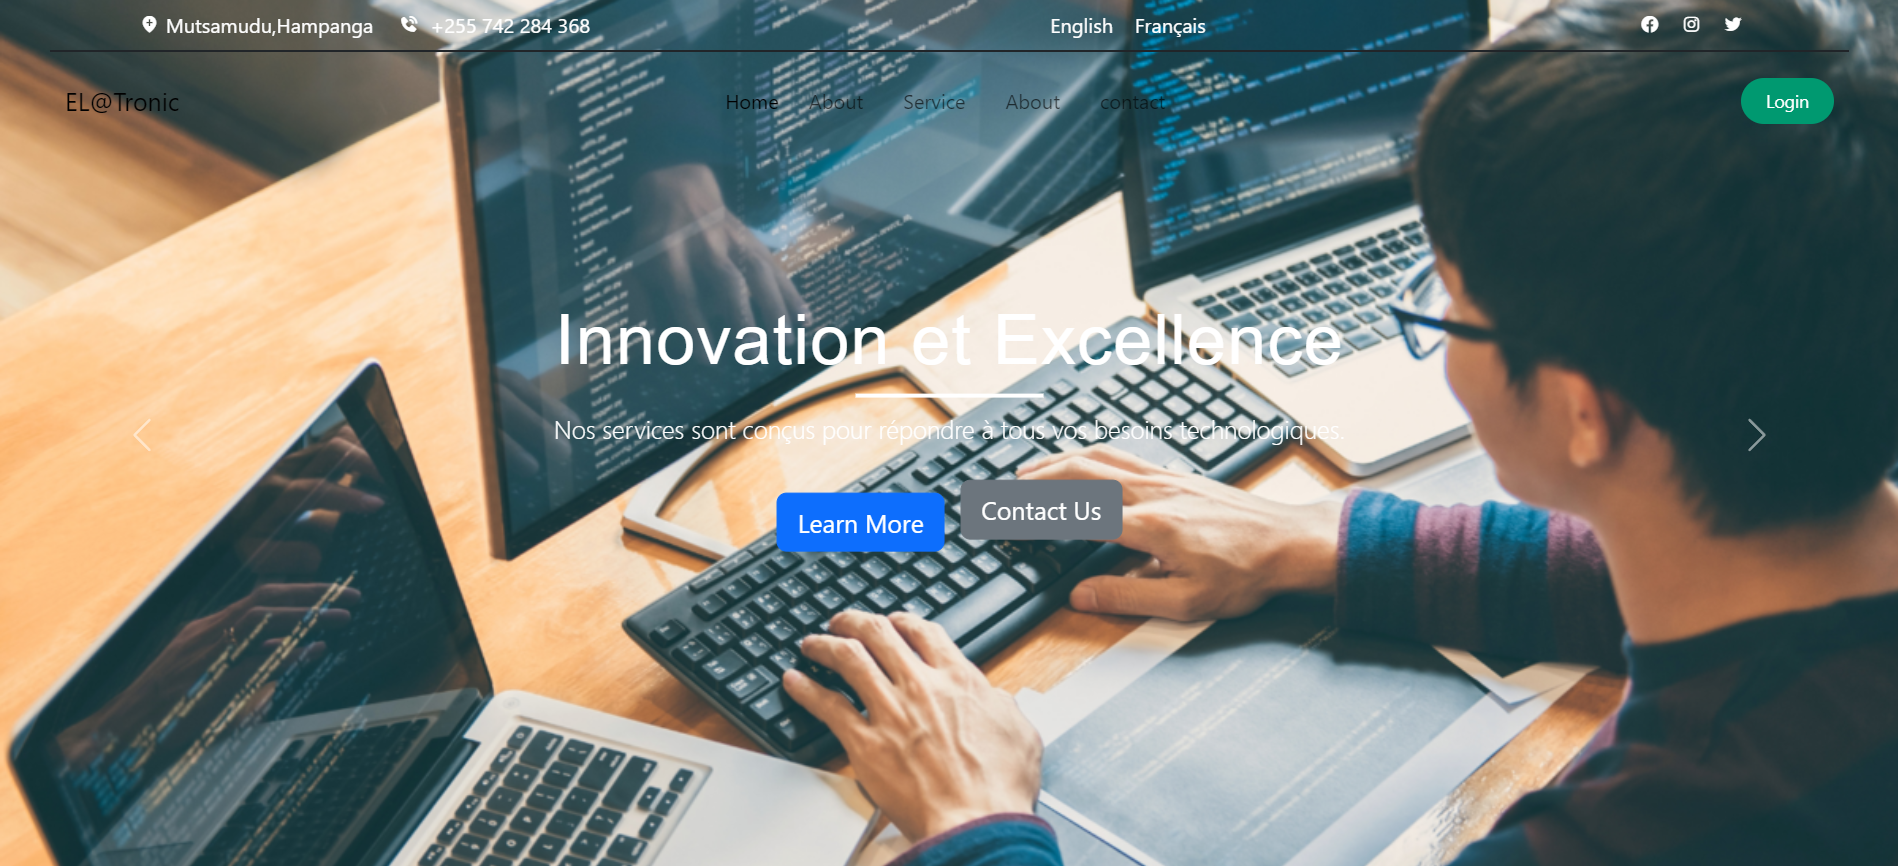 Mutsamudu,Hampanga +255 742 284 368 English Français
EL@Tronic Home About Service About contact Login
Innovation et Excellence
Nos services sont conçus pour répondre à tous vos besoins technologiques.
Learn More Contact Us